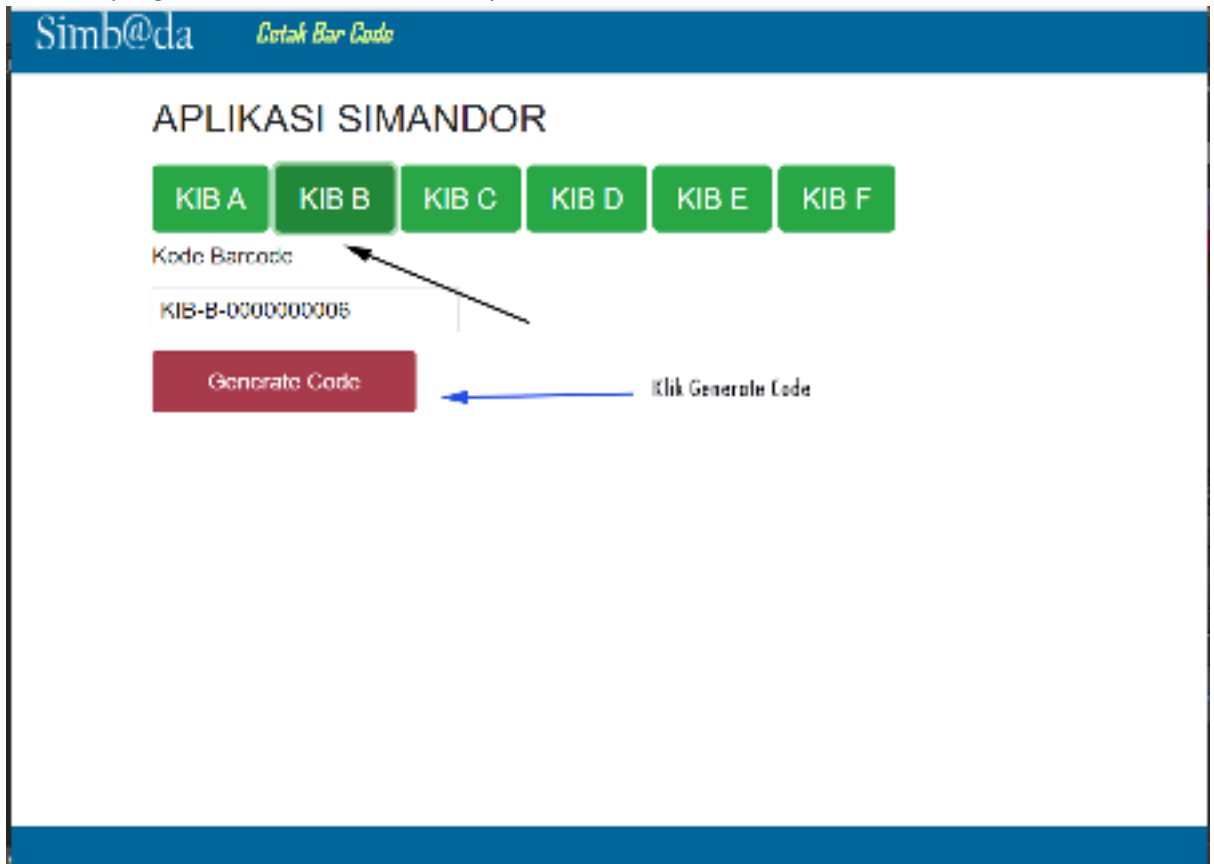 Simb@da Cetak Bar Code
APLIKASI SIMANDOR
KIB A KIB B KIB C KIB D KIB E KIB F
Kode Barcode
KIB-B-0000000006
Generate Code
Klik Generate Code